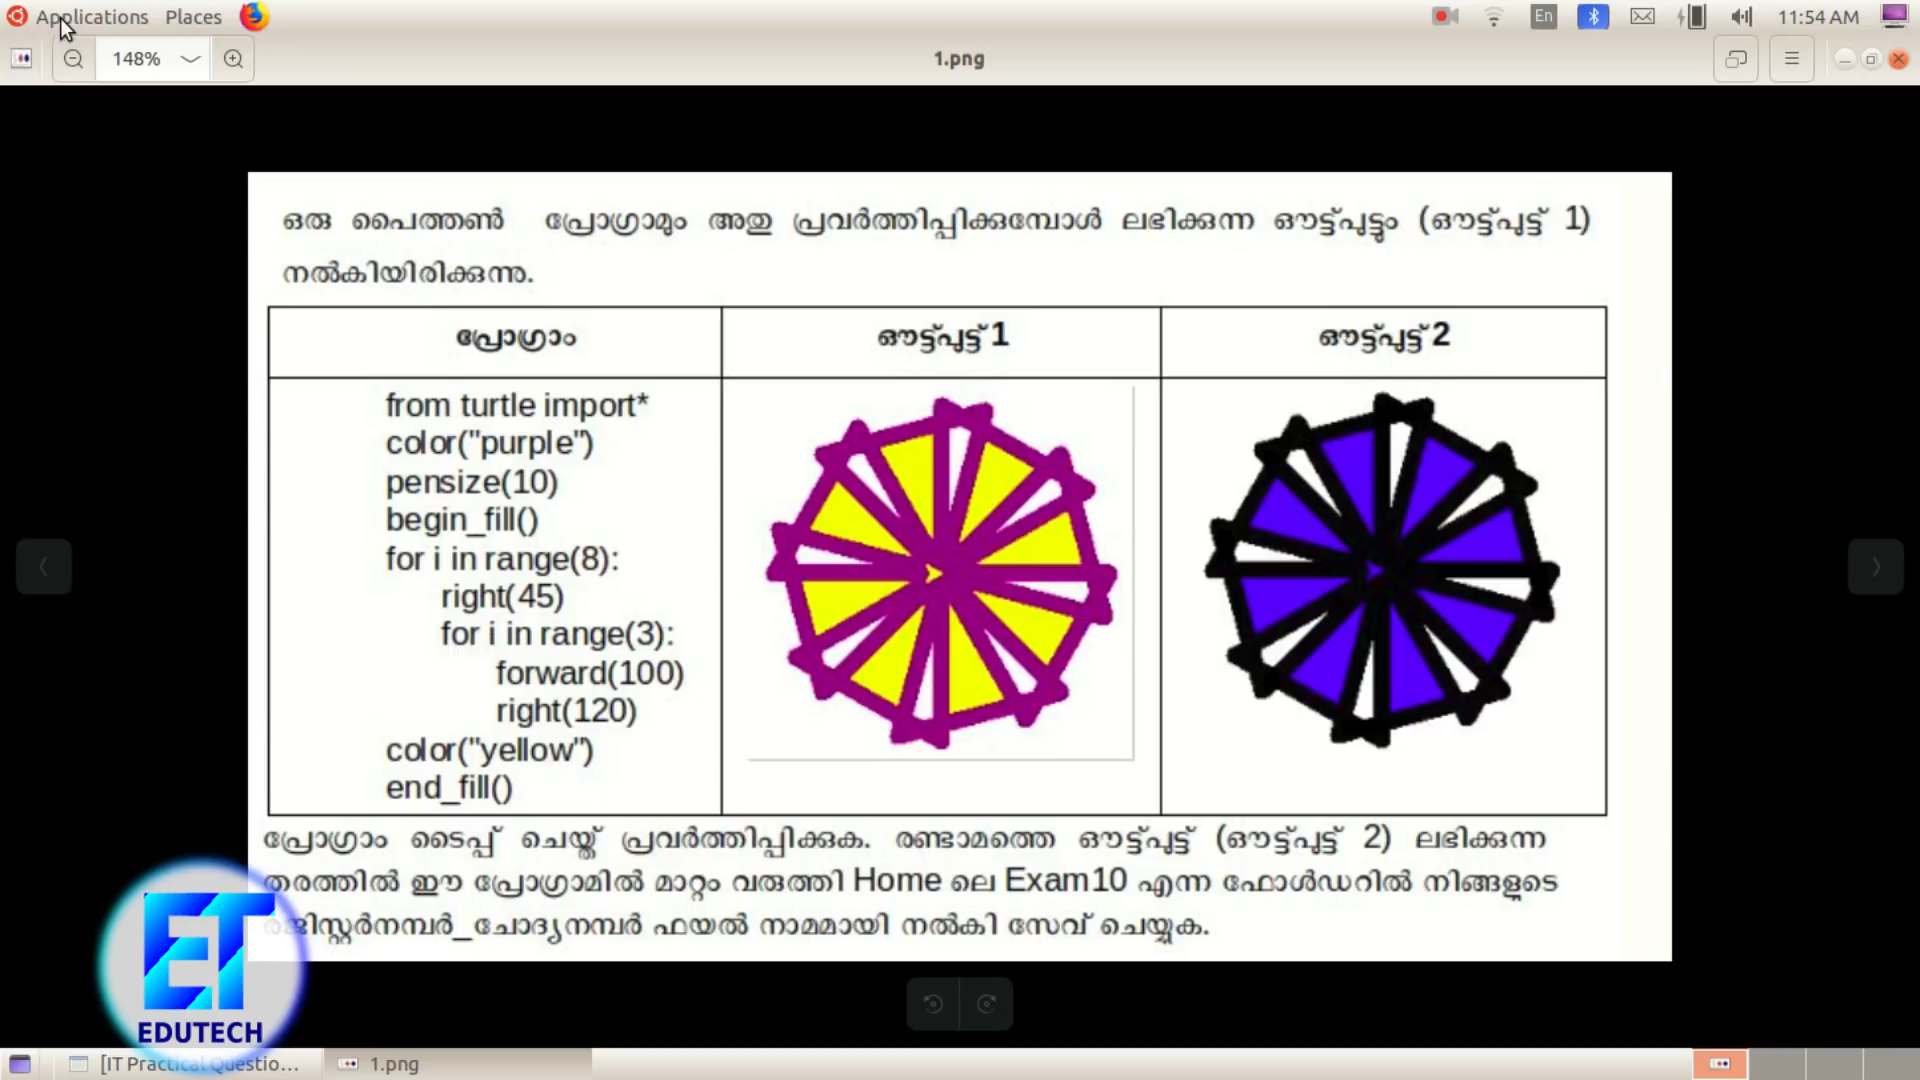 Applications Places En 11:54 AM
148% 1.png
ഒരു പൈത്തൺ പ്രോഗ്രാമും അതു പ്രവർത്തിപ്പിക്കുമ്പോൾ ലഭിക്കുന്ന ഔട്ട്പുട്ടും (ഔട്ട്പുട്ട് 1)
നൽകിയിരിക്കുന്നു.
പ്രോഗ്രാം ഔട്ട്പുട്ട് 1 ഔട്ട്പുട്ട് 2
from turtle import*
color("purple")
pensize(10)
begin_fill()
for i in range(8):
right(45)
for i in range(3):
forward(100)
right(120)
color("yellow")
end_fill()
പ്രോഗ്രാം ടൈപ്പ് ചെയ്ത് പ്രവർത്തിപ്പിക്കുക. രണ്ടാമത്തെ ഔട്ട്പുട്ട് (ഔട്ട്പുട്ട് 2) ലഭിക്കുന്ന
തരത്തിൽ ഈ പ്രോഗ്രാമിൽ മാറ്റം വരുത്തി Home ലെ Exam10 എന്ന ഫോൾഡറിൽ നിങ്ങളുടെ
രജിസ്റ്റർനമ്പർ_ചോദ്യനമ്പർ ഫയൽ നാമമായി നൽകി സേവ് ചെയ്യുക.
ET
EDUTECH
[IT Practical Questio... 1.png